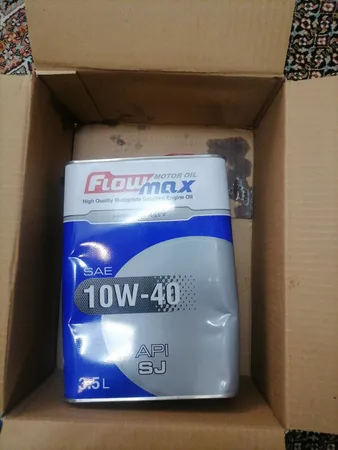 Flowmax
MOTOR OIL
High Quality Multigrade Gasoline Engine Oil
SAE
10W-40
API
SJ
3.5 L